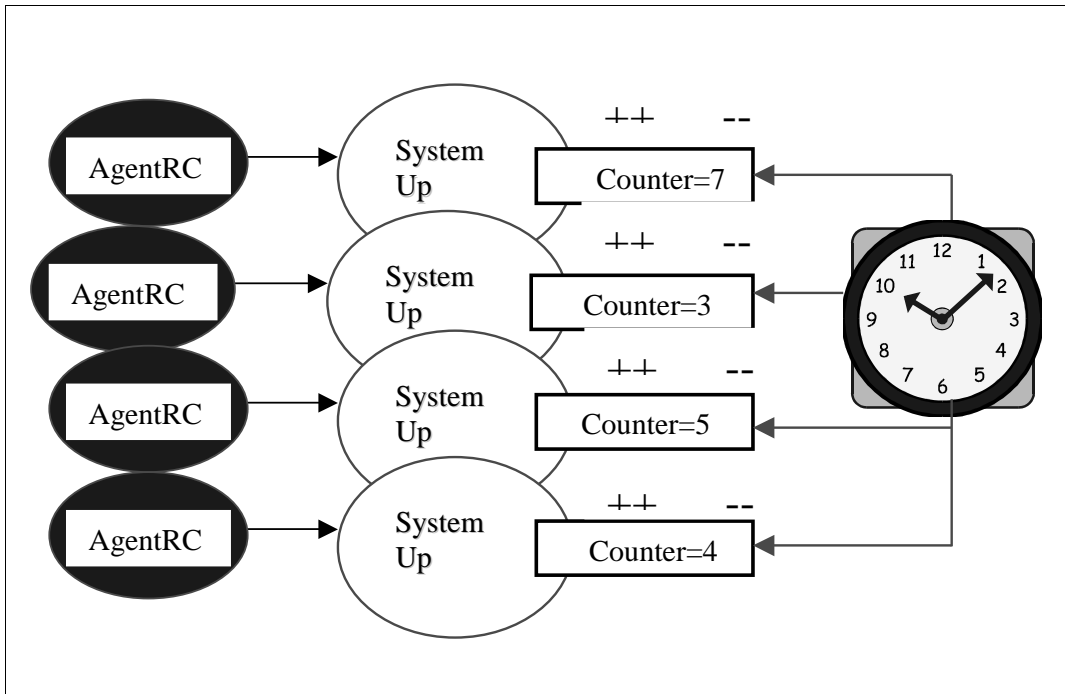 ++ --
AgentRC
System
Up
Counter=7
++ --
AgentRC
System
Up
Counter=3
++ --
AgentRC
System
Up
Counter=5
++ --
AgentRC
System
Up
Counter=4
12
11 1
10 2
9 3
8 4
7 5
6